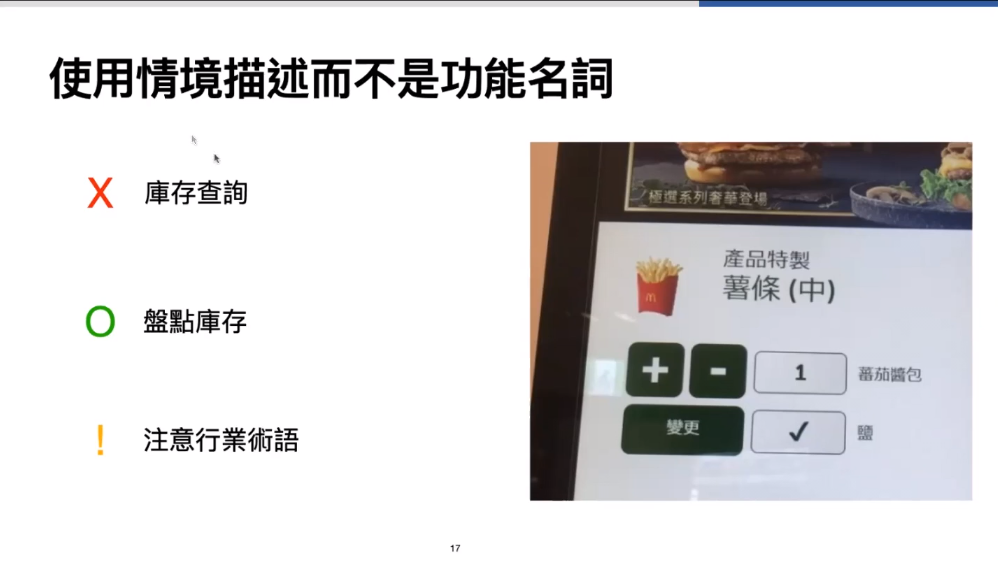 使用情境描述而不是功能名詞
X 庫存查詢
O 盤點庫存
! 注意行業術語
極選系列奢華登場
產品特製
薯條 (中)
+ - 1 蕃茄醬包
變更 ✓ 鹽
17